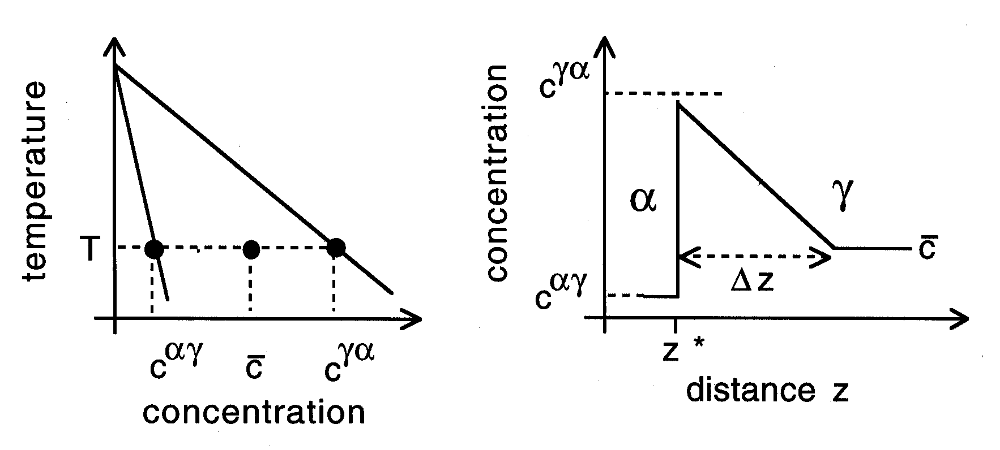 temperature
T
c^αγ c̄ c^γα
concentration
concentration
c^γα
α
γ
c̄
Δz
c^αγ
z*
distance z